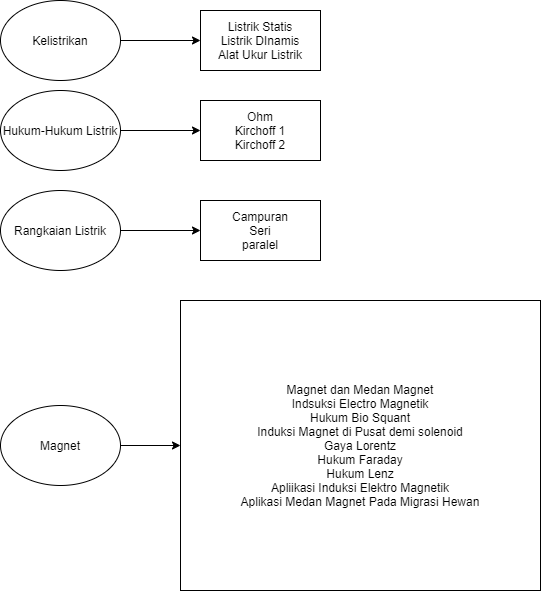 Kelistrikan
Listrik Statis
Listrik DInamis
Alat Ukur Listrik
Hukum-Hukum Listrik
Ohm
Kirchoff 1
Kirchoff 2
Rangkaian Listrik
Campuran
Seri
paralel
Magnet
Magnet dan Medan Magnet
Indsuksi Electro Magnetik
Hukum Bio Squant
Induksi Magnet di Pusat demi solenoid
Gaya Lorentz
Hukum Faraday
Hukum Lenz
Apliikasi Induksi Elektro Magnetik
Aplikasi Medan Magnet Pada Migrasi Hewan